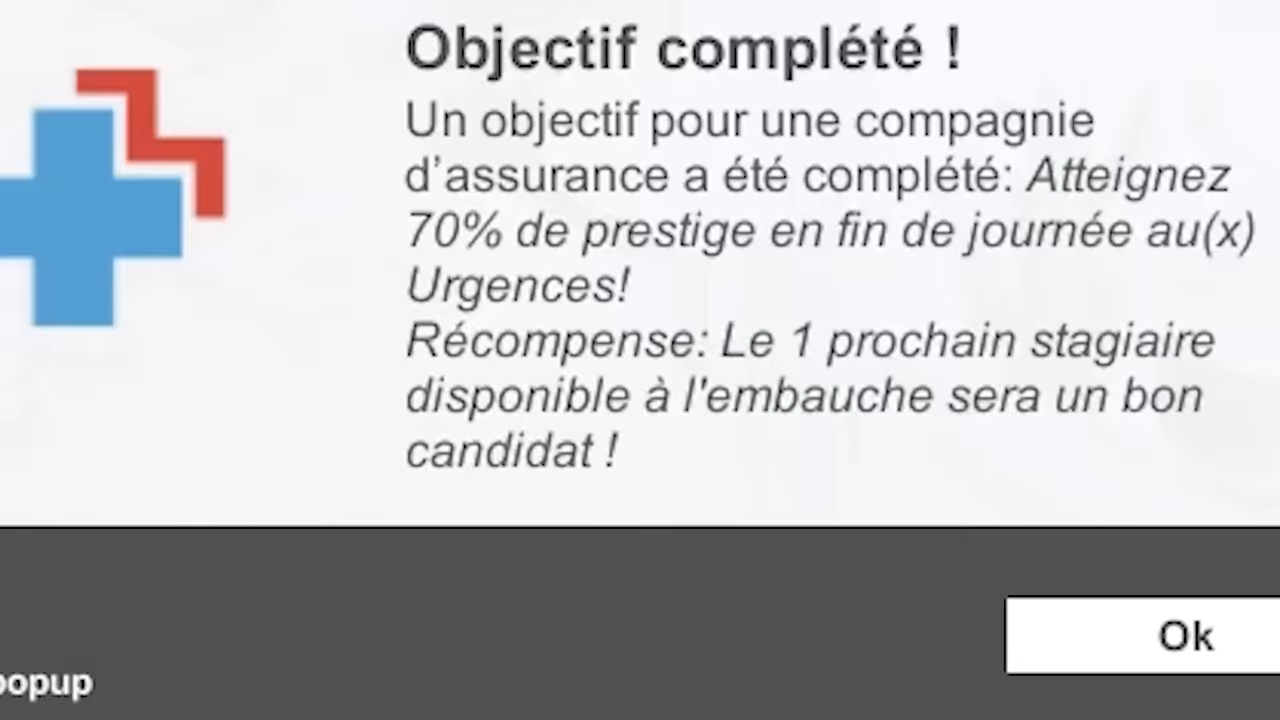 Objectif complété !
Un objectif pour une compagnie
d’assurance a été complété: Atteignez
70% de prestige en fin de journée au(x)
Urgences!
Récompense: Le 1 prochain stagiaire
disponible à l'embauche sera un bon
candidat !
Ok
popup